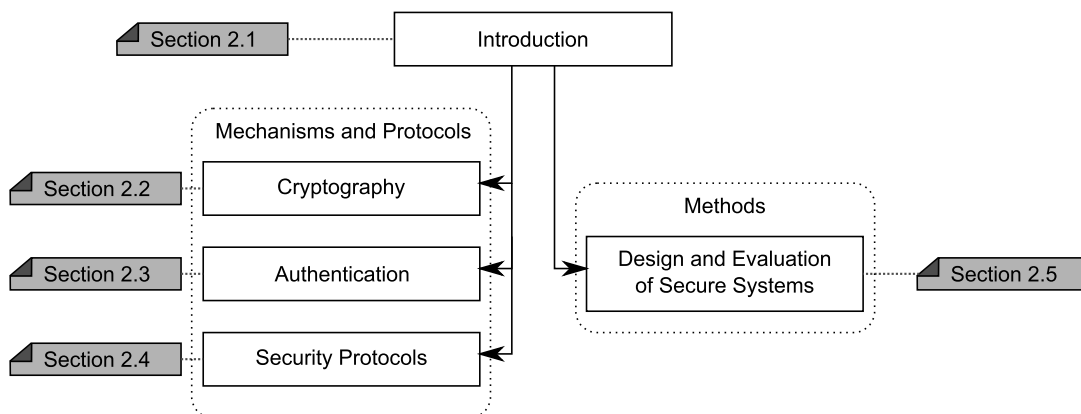 Section 2.1
Introduction
Mechanisms and Protocols
Section 2.2
Cryptography
Methods
Section 2.3
Authentication
Design and Evaluation
of Secure Systems
Section 2.5
Section 2.4
Security Protocols